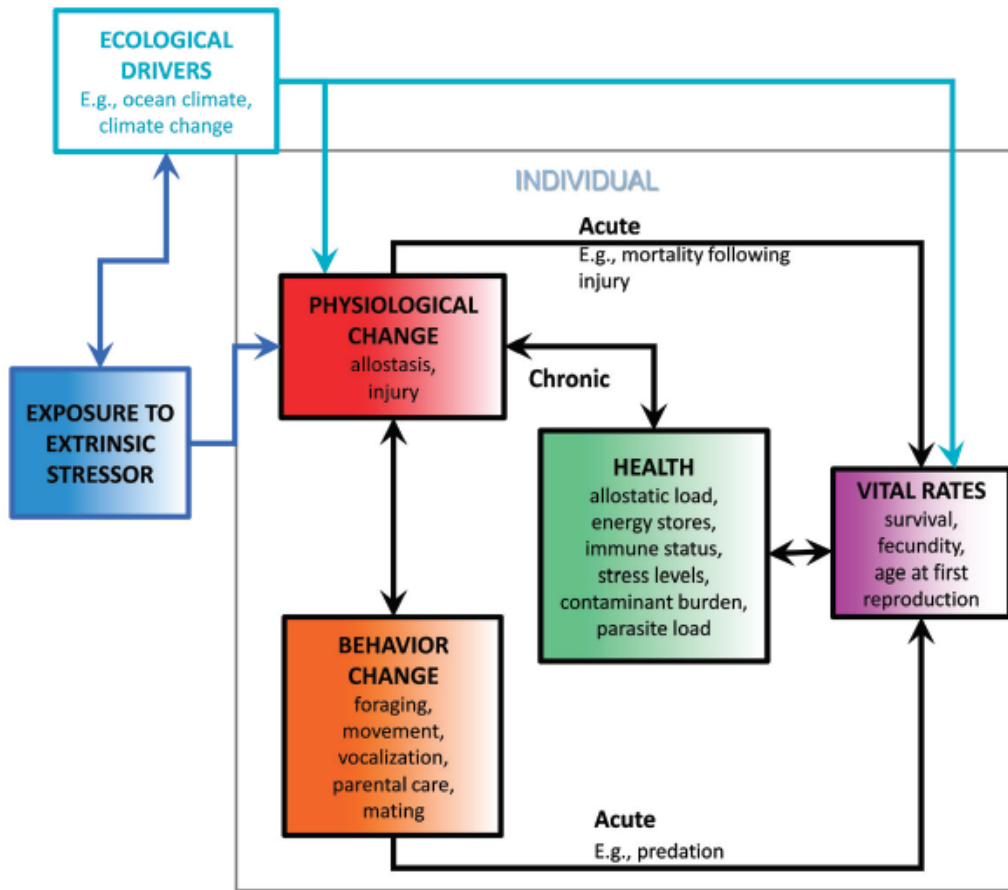 ECOLOGICAL
DRIVERS
E.g., ocean climate,
climate change
INDIVIDUAL
Acute
E.g., mortality following
injury
PHYSIOLOGICAL
CHANGE
allostasis,
injury
Chronic
EXPOSURE TO
EXTRINSIC
STRESSOR
HEALTH
allostatic load,
energy stores,
immune status,
stress levels,
contaminant burden,
parasite load
VITAL RATES
survival,
fecundity,
age at first
reproduction
BEHAVIOR
CHANGE
foraging,
movement,
vocalization,
parental care,
mating
Acute
E.g., predation